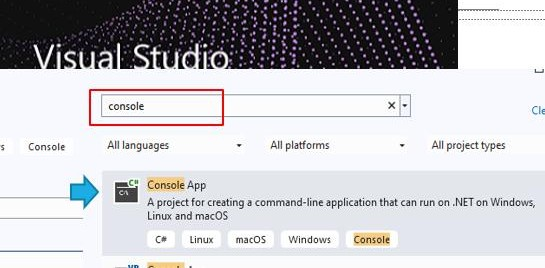 Visual Studio
console
Cle
s Console All languages All platforms All project types
C#
Console App
A project for creating a command-line application that can run on .NET on Windows,
Linux and macOS
C# Linux macOS Windows Console